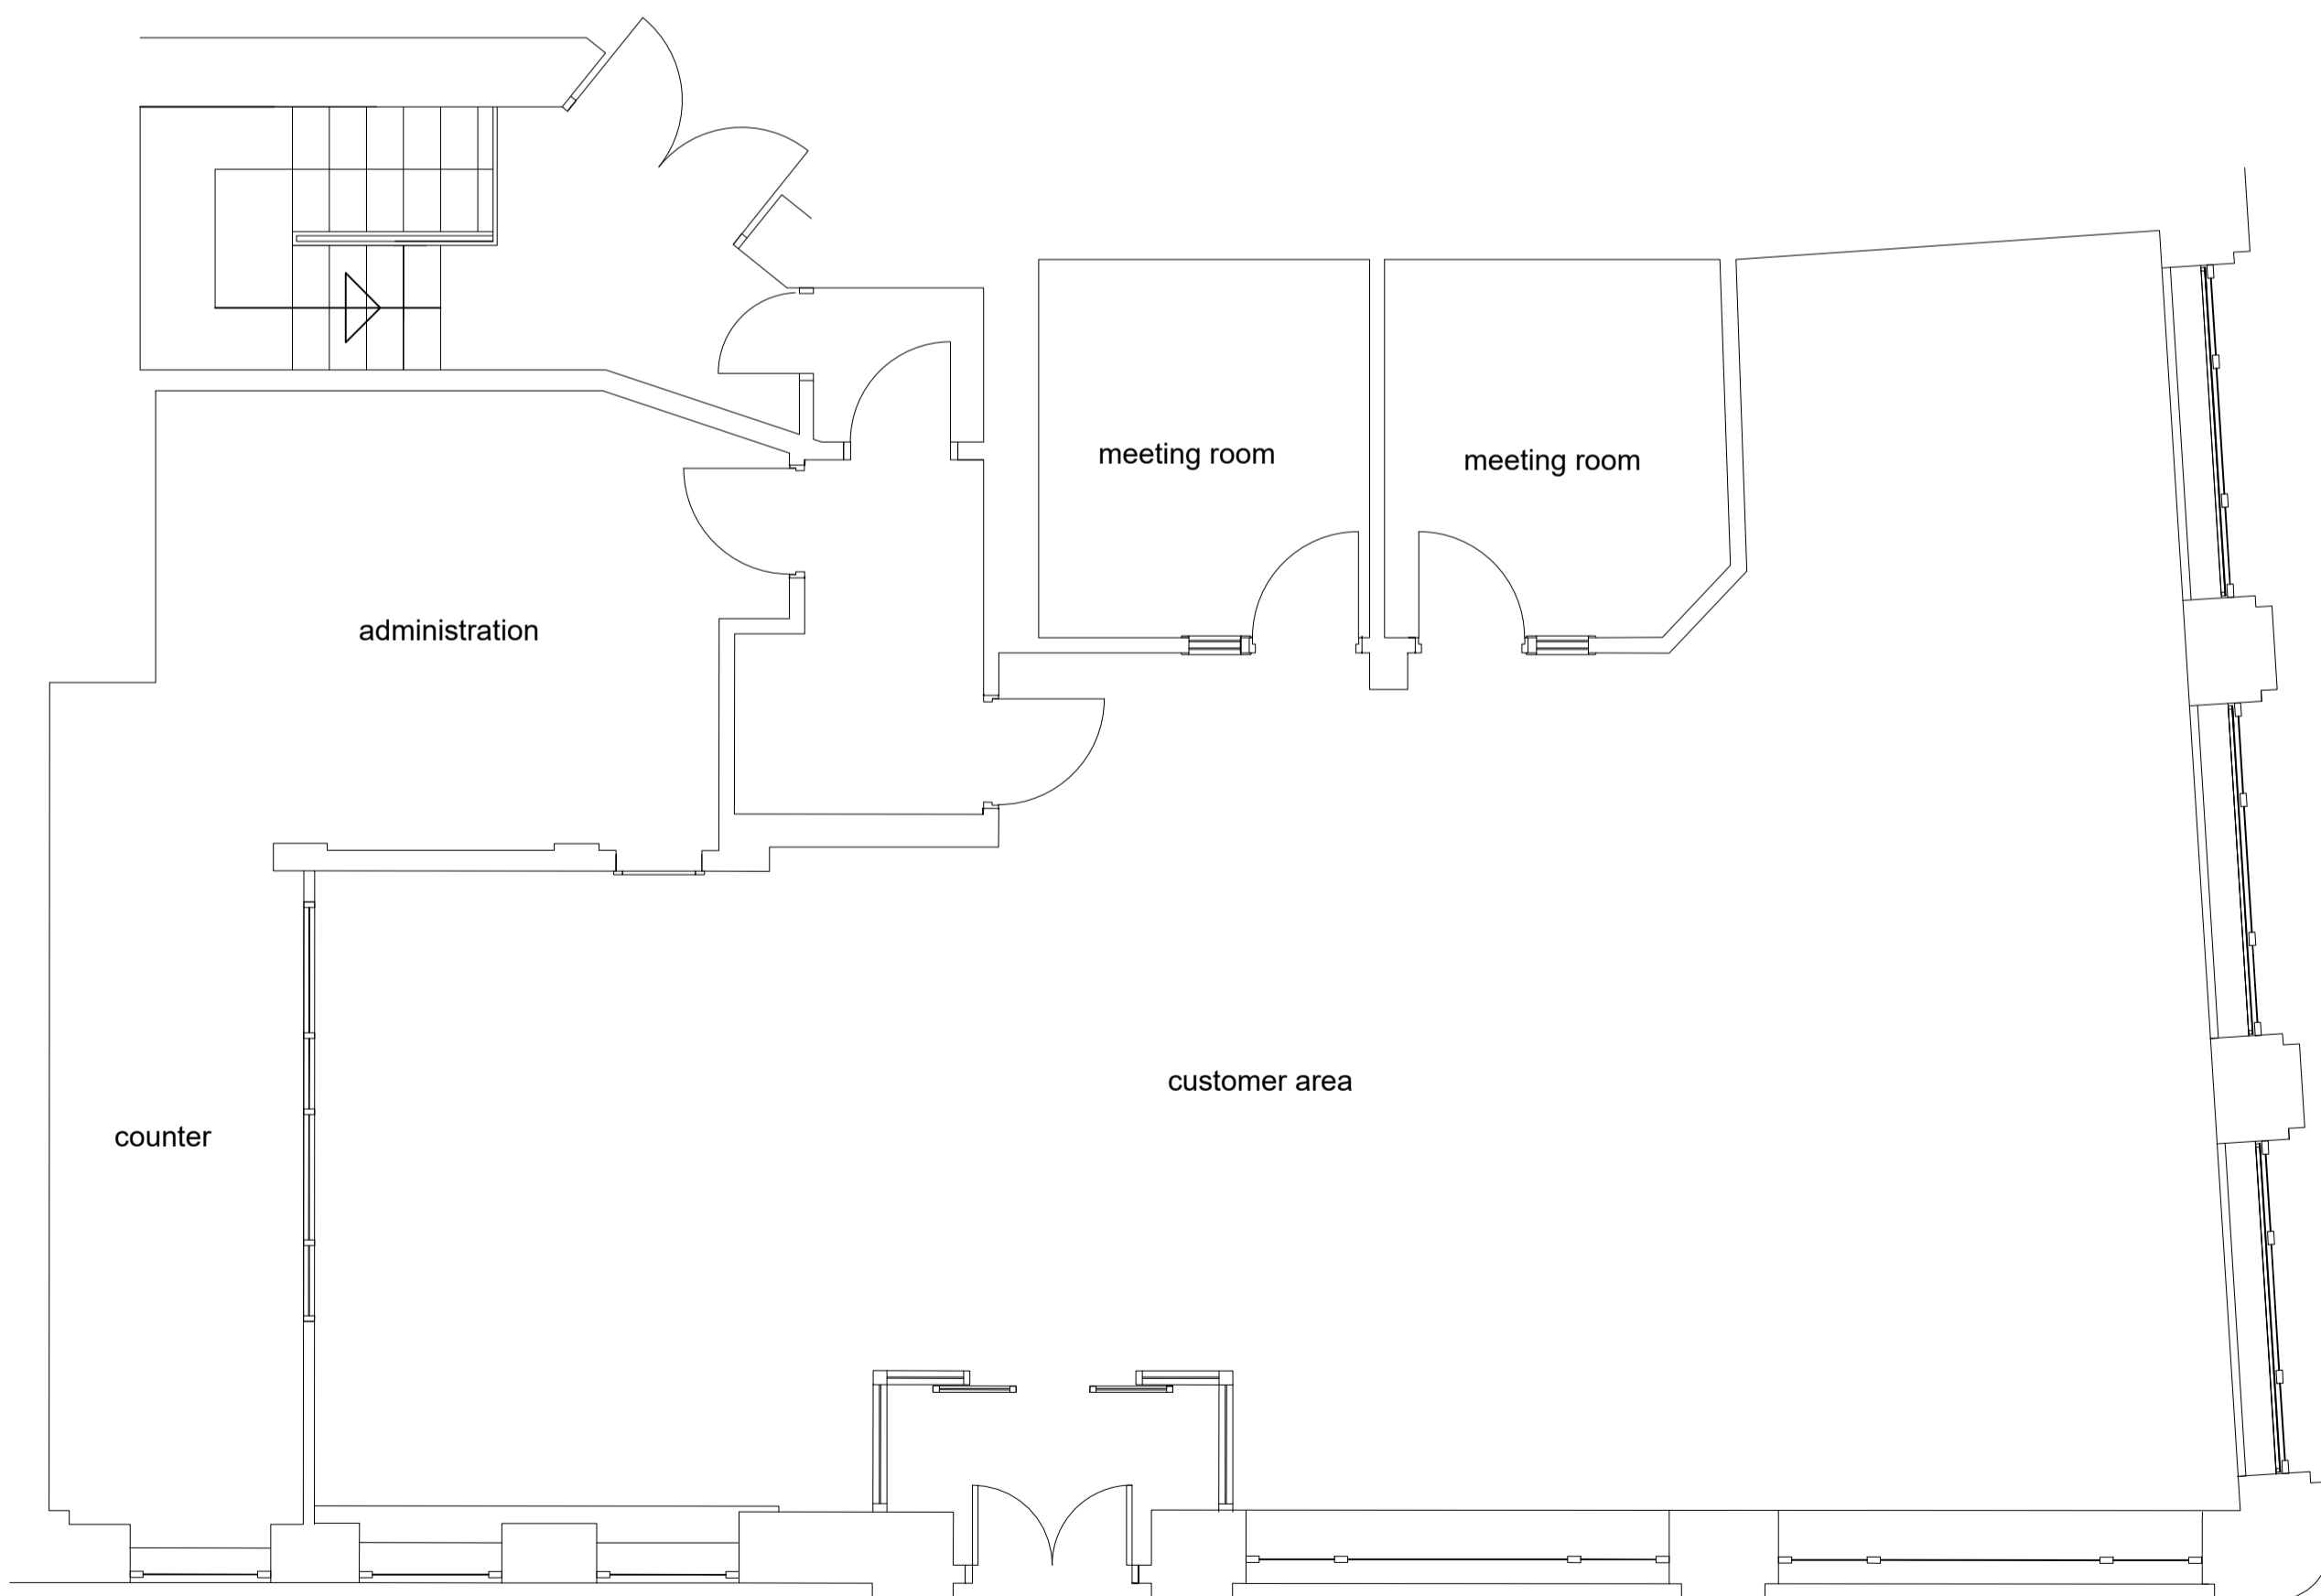 meeting room
meeting room
administration
customer area
counter